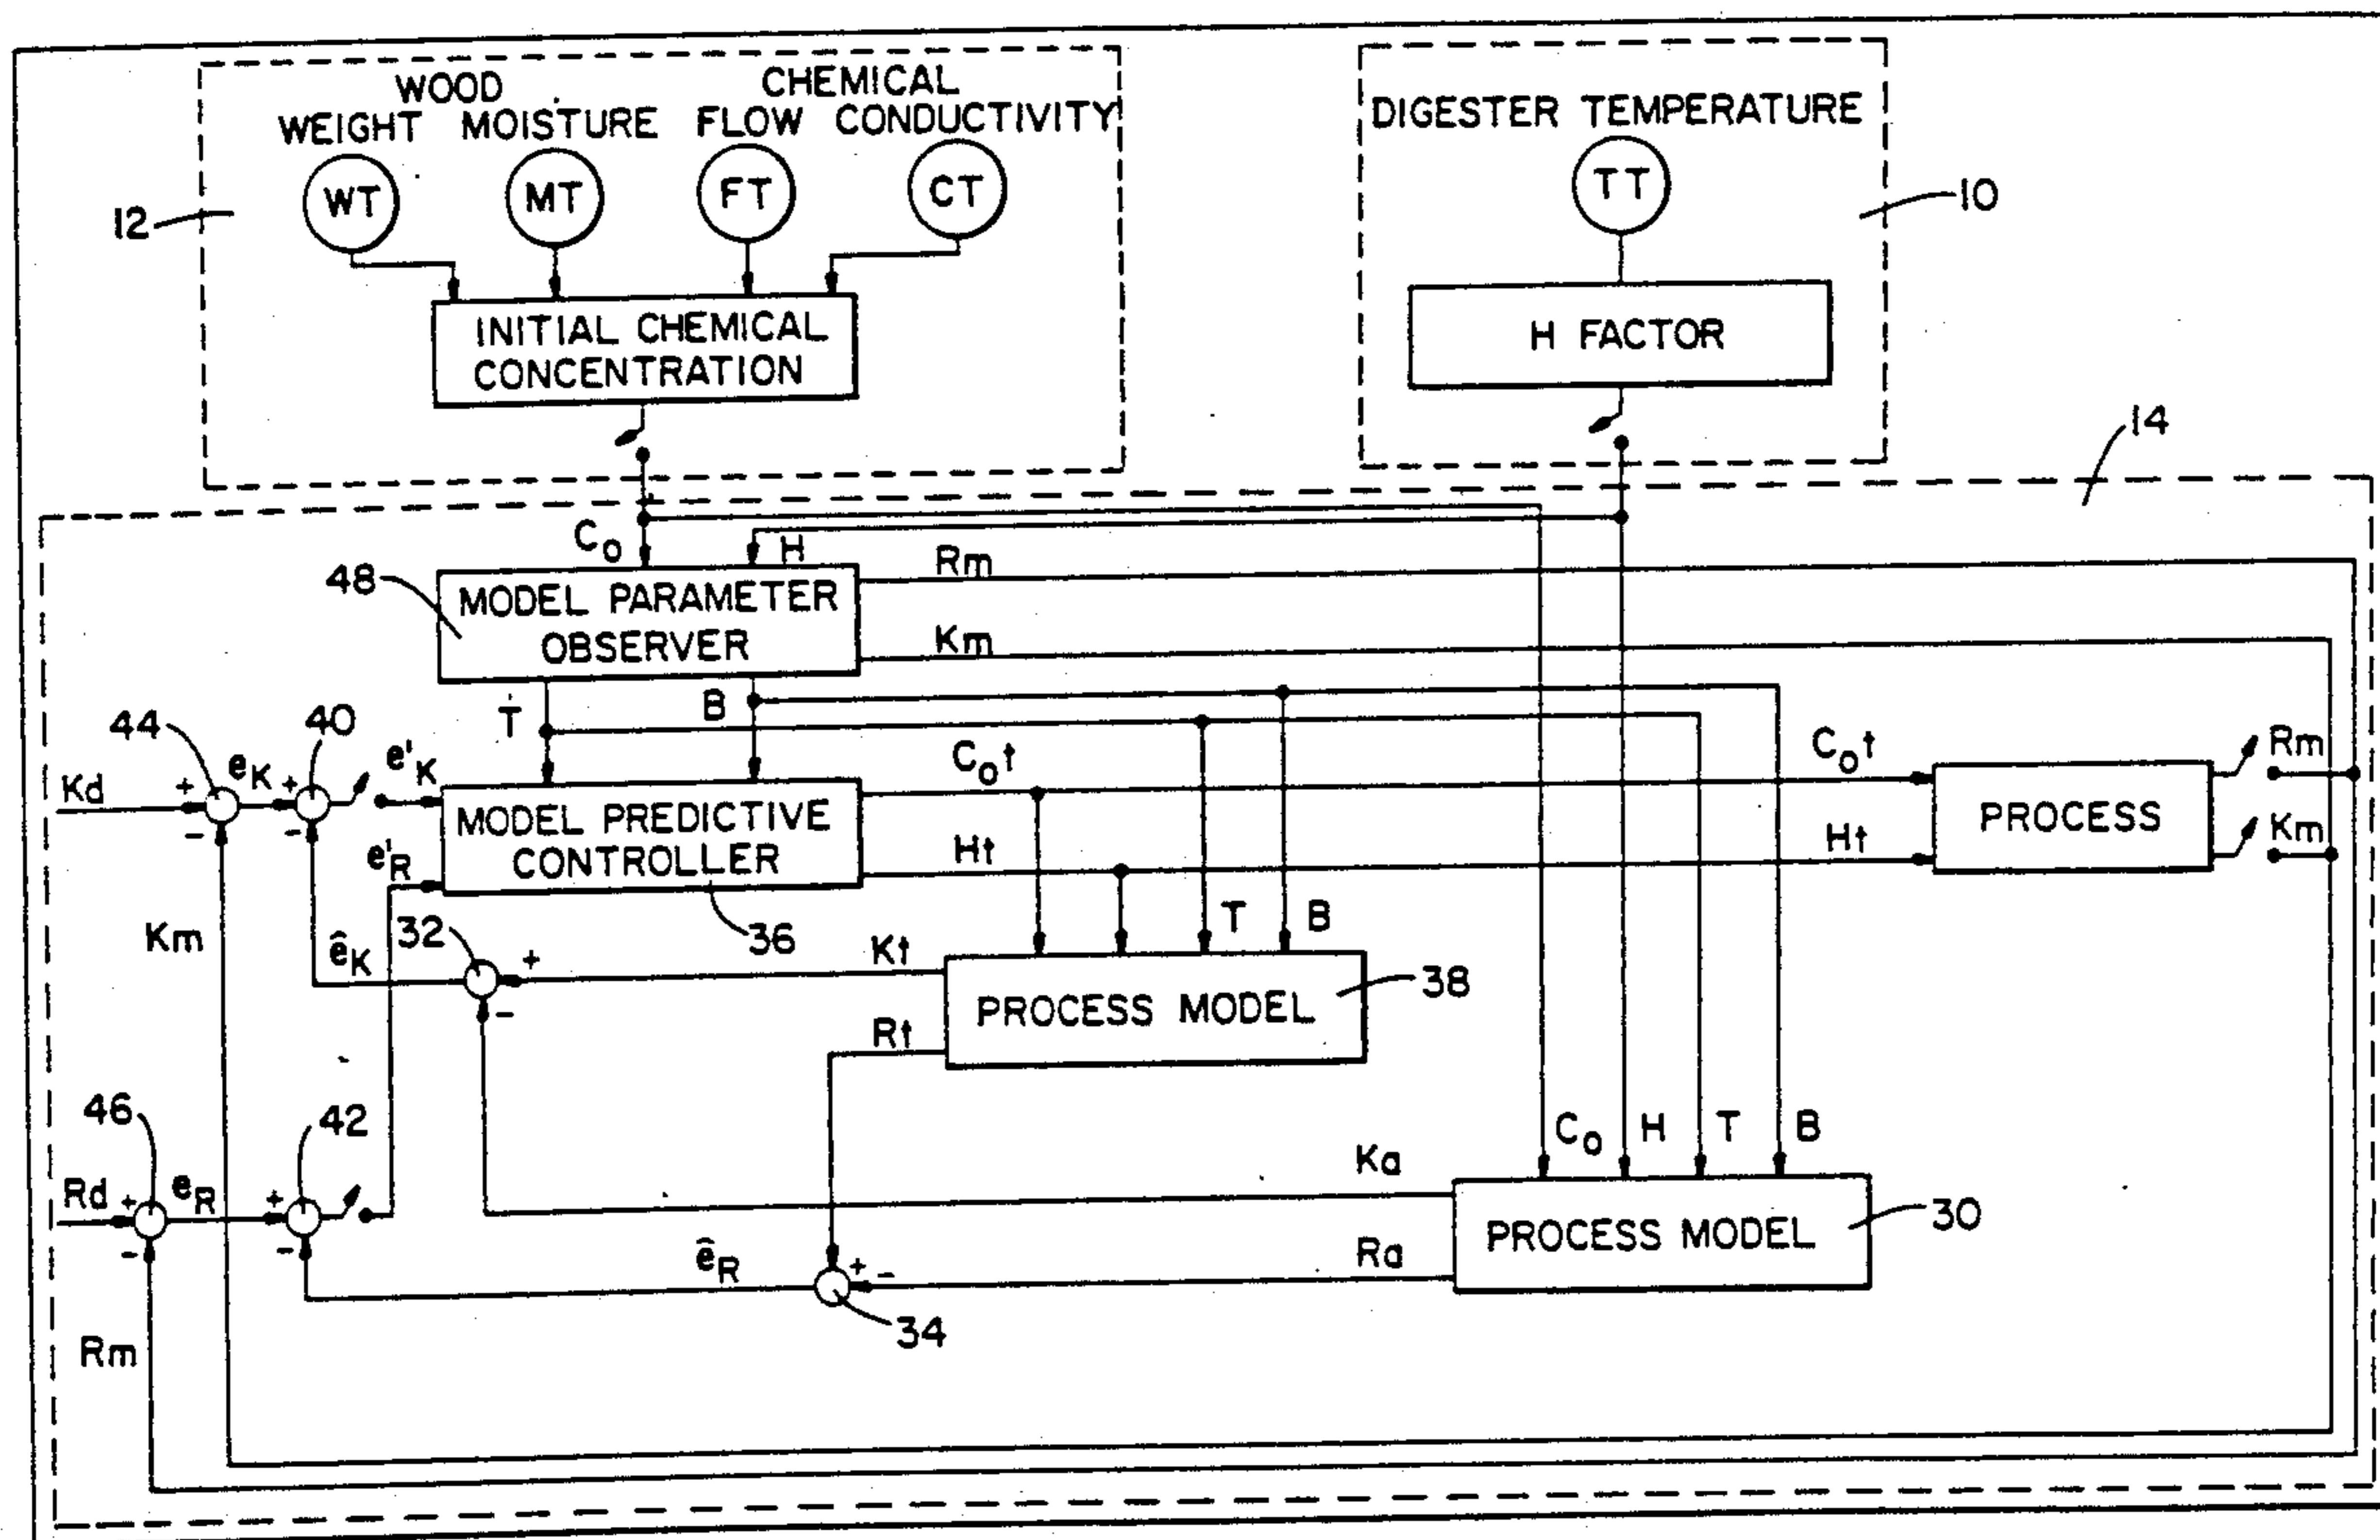 WOOD CHEMICAL
WEIGHT MOISTURE FLOW CONDUCTIVITY
DIGESTER TEMPERATURE
WT MT FT CT
TT
12
10
INITIAL CHEMICAL
CONCENTRATION
H FACTOR
14
Co H
48
MODEL PARAMETER
OBSERVER
Rm
Km
T B
44 40
Kd + - eK + - e'K
MODEL PREDICTIVE
CONTROLLER
e'R
36
Cot Cot
Ht Ht
PROCESS
Rm
Km
T B
Km
êK
32
+ -
Kt
Rt
PROCESS MODEL
38
46 42
Rd + - eR + -
Co H T B
Ka
Ra
PROCESS MODEL
30
êR
+ -
34
Rm